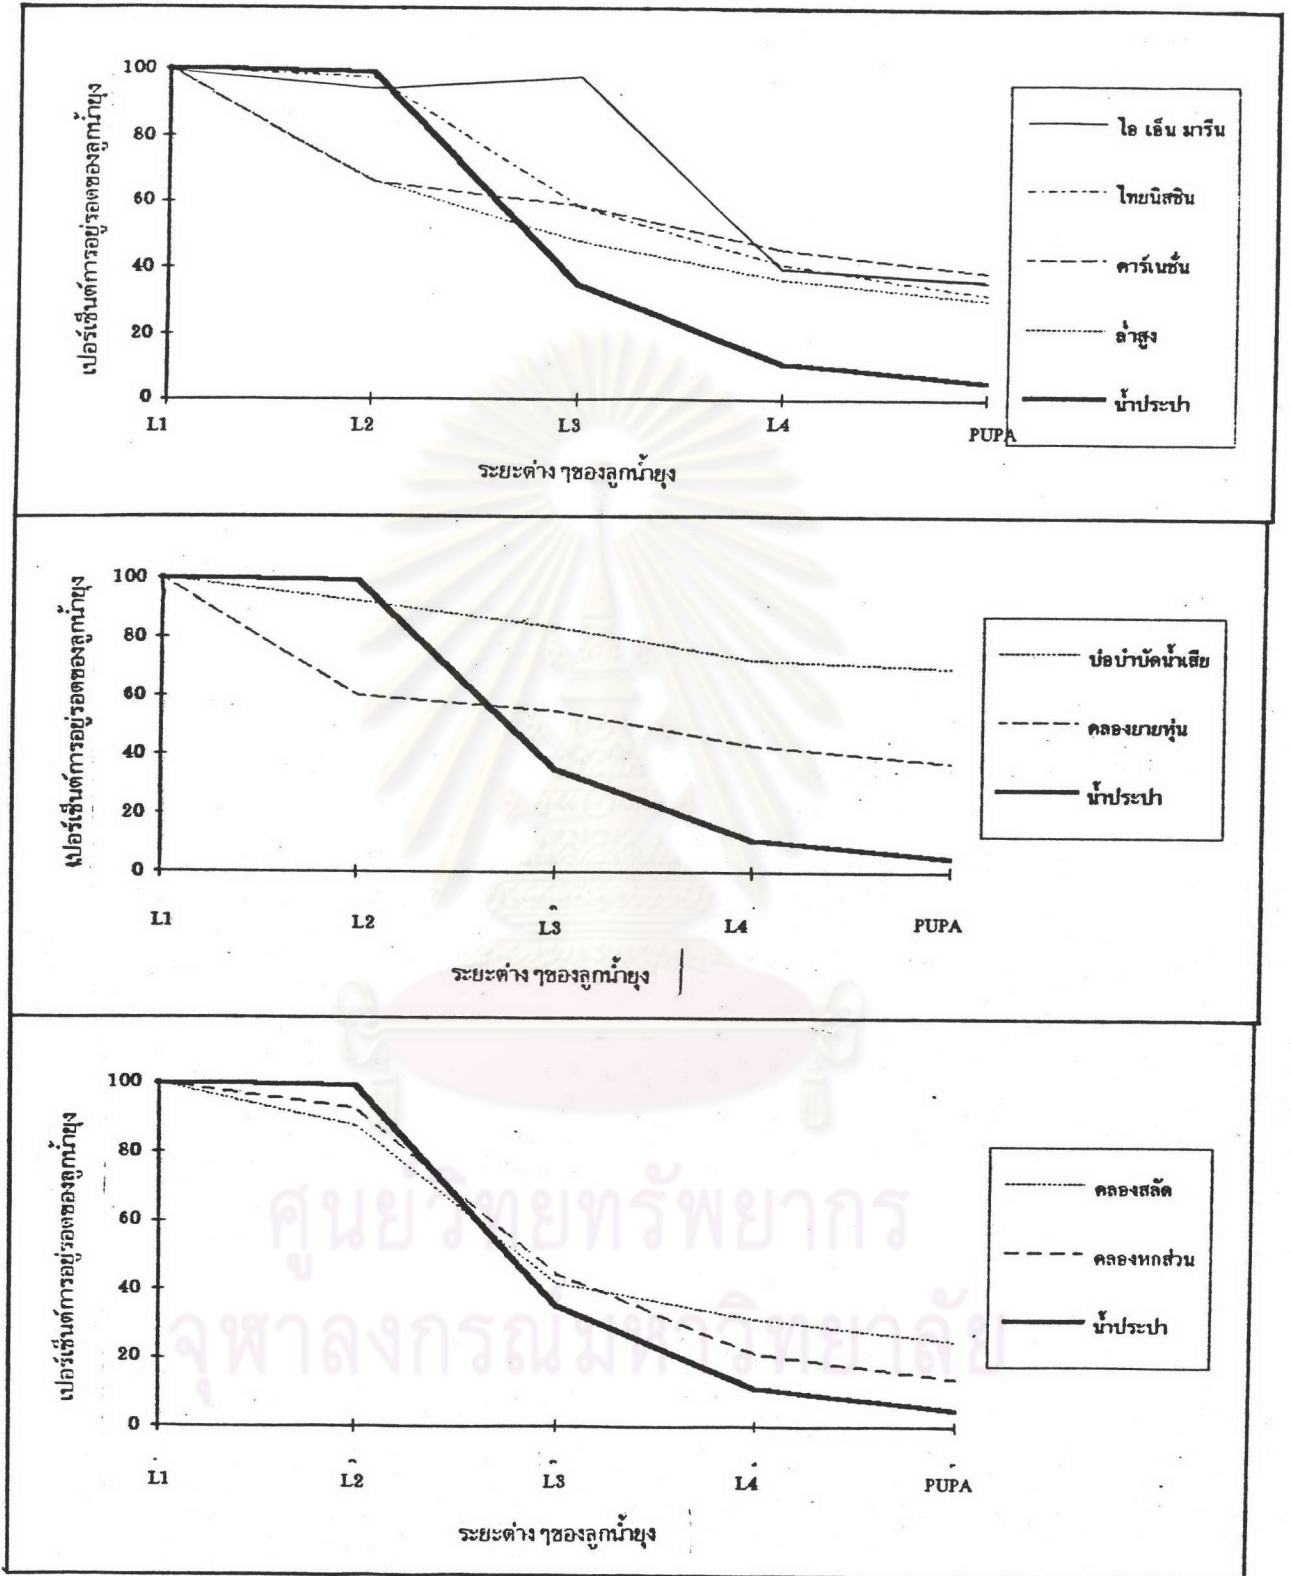 เปอร์เซ็นต์การอยู่รอดของลูกน้ำยุง
100
80
60
40
20
0
L1
L2
L3
L4
PUPA
ระยะต่าง ๆของลูกน้ำยุง
ไอ เอ็น มารีน
ไทยนิสชิน
คาร์เนชั่น
ล่ำสูง
น้ำประปา
เปอร์เซ็นต์การอยู่รอดของลูกน้ำยุง
100
80
60
40
20
0
L1
L2
L3
L4
PUPA
ระยะต่าง ๆของลูกน้ำยุง
บ่อบำบัดน้ำเสีย
คลองยายหุ่น
น้ำประปา
เปอร์เซ็นต์การอยู่รอดของลูกน้ำยุง
100
80
60
40
20
0
L1
L2
L3
L4
PUPA
ระยะต่าง ๆของลูกน้ำยุง
คลองสลัด
คลองหกส่วน
น้ำประปา
ศูนย์วิทยทรัพยากร
จุฬาลงกรณ์มหาวิทยาลัย